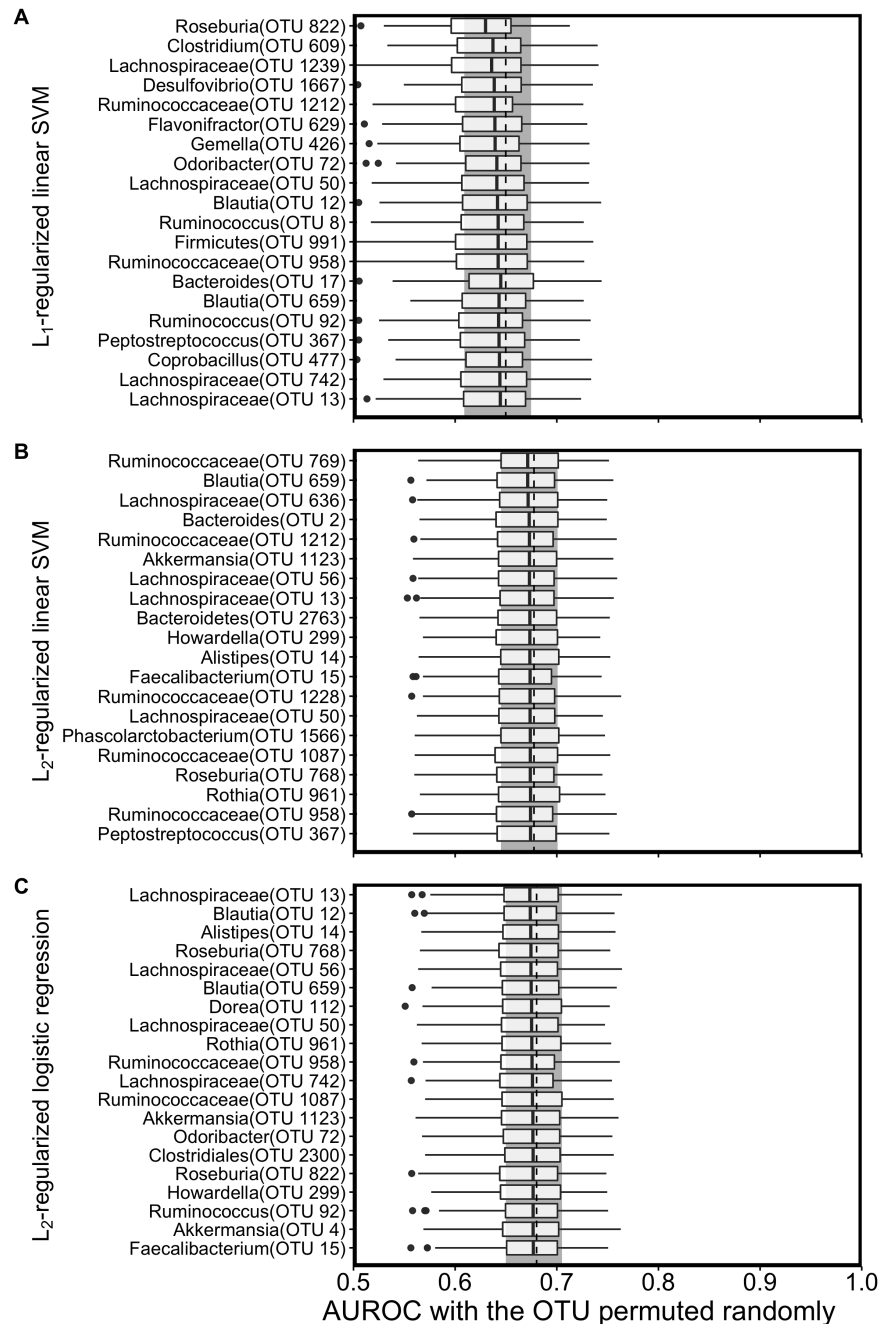 A
Roseburia(OTU 822)
Clostridium(OTU 609)
Lachnospiraceae(OTU 1239)
Desulfovibrio(OTU 1667)
Ruminococcaceae(OTU 1212)
Flavonifractor(OTU 629)
Gemella(OTU 426)
Odoribacter(OTU 72)
Lachnospiraceae(OTU 50)
Blautia(OTU 12)
Ruminococcus(OTU 8)
Firmicutes(OTU 991)
Ruminococcaceae(OTU 958)
Bacteroides(OTU 17)
Blautia(OTU 659)
Ruminococcus(OTU 92)
Peptostreptococcus(OTU 367)
Coprobacillus(OTU 477)
Lachnospiraceae(OTU 742)
Lachnospiraceae(OTU 13)
L1-regularized linear SVM
B
Ruminococcaceae(OTU 769)
Blautia(OTU 659)
Lachnospiraceae(OTU 636)
Bacteroides(OTU 2)
Ruminococcaceae(OTU 1212)
Akkermansia(OTU 1123)
Lachnospiraceae(OTU 56)
Lachnospiraceae(OTU 13)
Bacteroidetes(OTU 2763)
Howardella(OTU 299)
Alistipes(OTU 14)
Faecalibacterium(OTU 15)
Ruminococcaceae(OTU 1228)
Lachnospiraceae(OTU 50)
Phascolarctobacterium(OTU 1566)
Ruminococcaceae(OTU 1087)
Roseburia(OTU 768)
Rothia(OTU 961)
Ruminococcaceae(OTU 958)
Peptostreptococcus(OTU 367)
L2-regularized linear SVM
C
Lachnospiraceae(OTU 13)
Blautia(OTU 12)
Alistipes(OTU 14)
Roseburia(OTU 768)
Lachnospiraceae(OTU 56)
Blautia(OTU 659)
Dorea(OTU 112)
Lachnospiraceae(OTU 50)
Rothia(OTU 961)
Ruminococcaceae(OTU 958)
Lachnospiraceae(OTU 742)
Ruminococcaceae(OTU 1087)
Akkermansia(OTU 1123)
Odoribacter(OTU 72)
Clostridiales(OTU 2300)
Roseburia(OTU 822)
Howardella(OTU 299)
Ruminococcus(OTU 92)
Akkermansia(OTU 4)
Faecalibacterium(OTU 15)
L2-regularized logistic regression
0.5 0.6 0.7 0.8 0.9 1.0
AUROC with the OTU permuted randomly